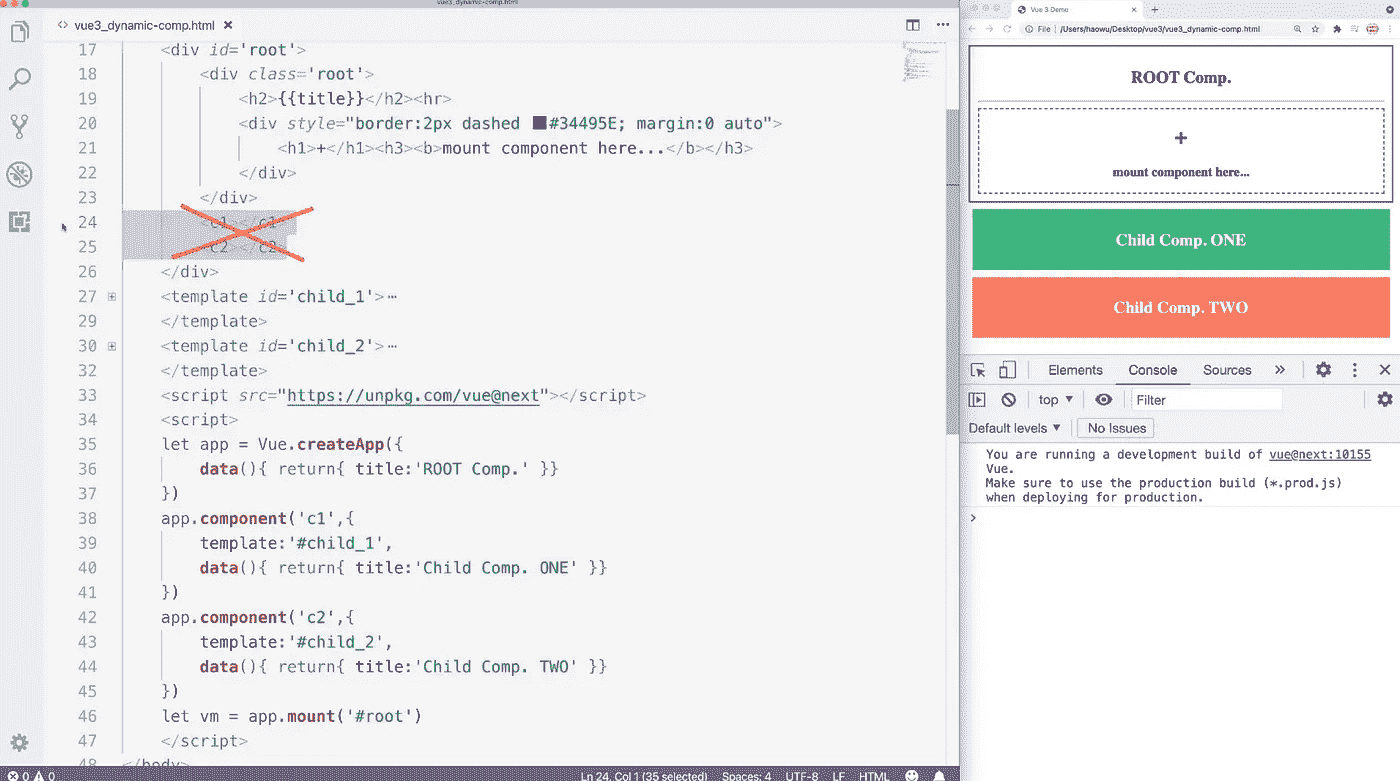 vue3_dynamic-comp.html
<> vue3_dynamic-comp.html ×
17 <div id='root'>
18 <div class='root'>
19 <h2>{{title}}</h2><hr>
20 <div style="border:2px dashed #34495E; margin:0 auto">
21 <h1>+</h1><h3><b>mount component here...</b></h3>
22 </div>
23 </div>
24 <c1></c1>
25 <c2></c2>
26 </div>
27 <template id='child_1'>⋯
29 </template>
30 <template id='child_2'>⋯
32 </template>
33 <script src="https://unpkg.com/vue@next"></script>
34 <script>
35 let app = Vue.createApp({
36 data(){ return{ title:'ROOT Comp.' }}
37 })
38 app.component('c1',{
39 template:'#child_1',
40 data(){ return{ title:'Child Comp. ONE' }}
41 })
42 app.component('c2',{
43 template:'#child_2',
44 data(){ return{ title:'Child Comp. TWO' }}
45 })
46 let vm = app.mount('#root')
47 </script>
48 </body>
0 0 Ln 24, Col 1 (35 selected) Spaces: 4 UTF-8 LF HTML
Vue 3 Demo × +
File | /Users/haowu/Desktop/vue3/vue3_dynamic-comp.html
ROOT Comp.
+
mount component here...
Child Comp. ONE
Child Comp. TWO
Elements Console Sources »
top ▼ Filter
Default levels ▼ No Issues
You are running a development build of vue@next:10155
Vue.
Make sure to use the production build (*.prod.js)
when deploying for production.
>